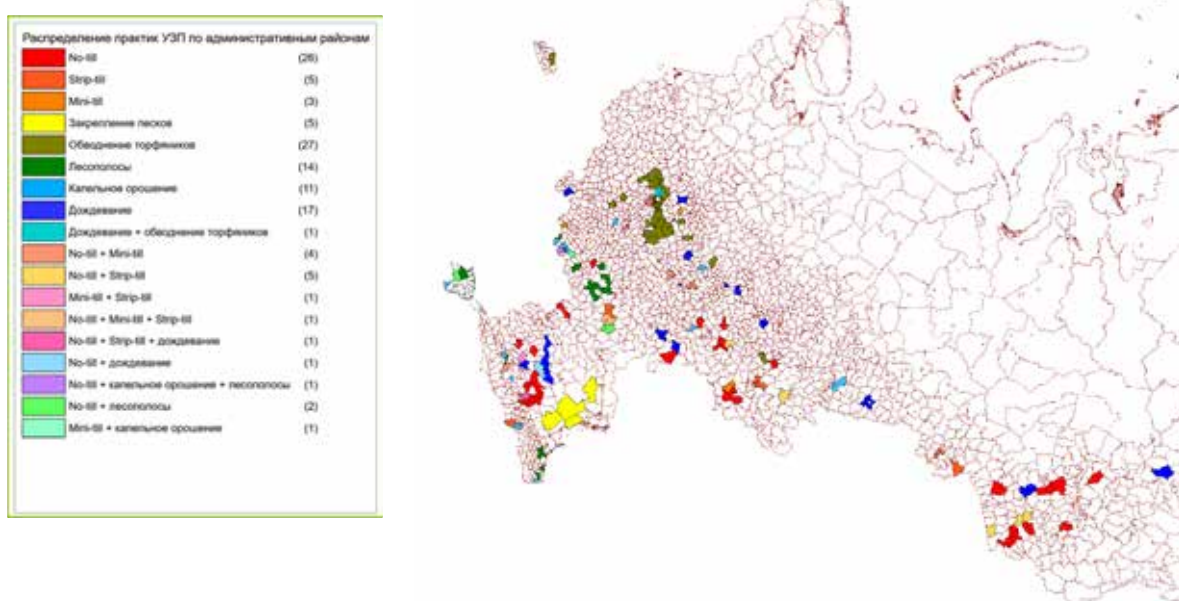 Распределение практик УЗП по административным районам
No-till (26)
Strip-till (5)
Mini-till (3)
Закрепление песков (5)
Обводнение торфяников (27)
Лесополосы (14)
Капельное орошение (11)
Дождевание (17)
Дождевание + обводнение торфяников (1)
No-till + Mini-till (4)
No-till + Strip-till (5)
Mini-till + Strip-till (1)
No-till + Mini-till + Strip-till (1)
No-till + Strip-till + дождевание (1)
No-till + дождевание (1)
No-till + капельное орошение + лесополосы (1)
No-till + лесополосы (2)
Mini-till + капельное орошение (1)